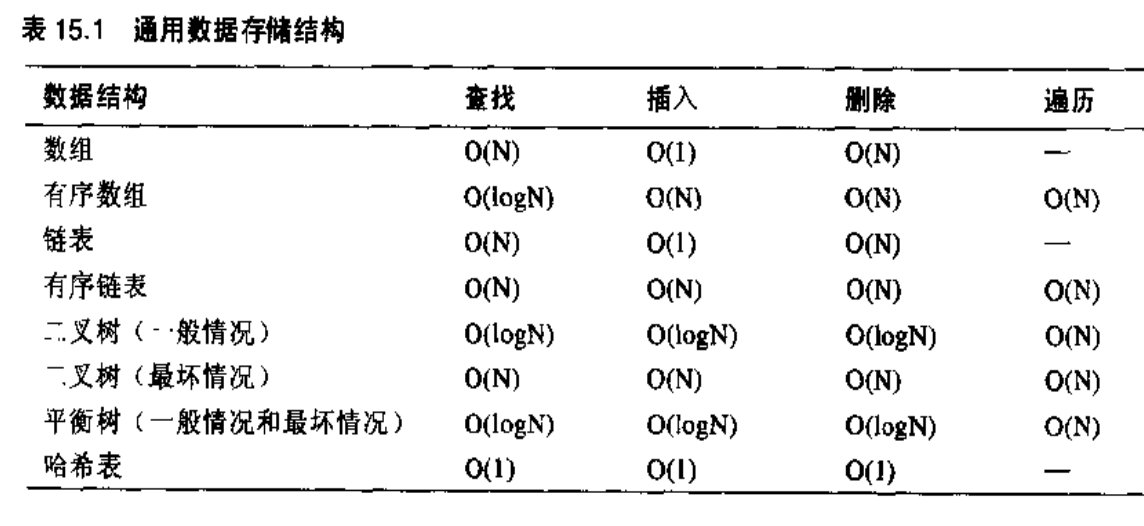 表 15.1 通用数据存储结构
数据结构 查找 插入 删除 遍历
数组 O(N) O(1) O(N) —
有序数组 O(logN) O(N) O(N) O(N)
链表 O(N) O(1) O(N) —
有序链表 O(N) O(N) O(N) O(N)
二叉树（一般情况） O(logN) O(logN) O(logN) O(N)
二叉树（最坏情况） O(N) O(N) O(N) O(N)
平衡树（一般情况和最坏情况） O(logN) O(logN) O(logN) O(N)
哈希表 O(1) O(1) O(1) —